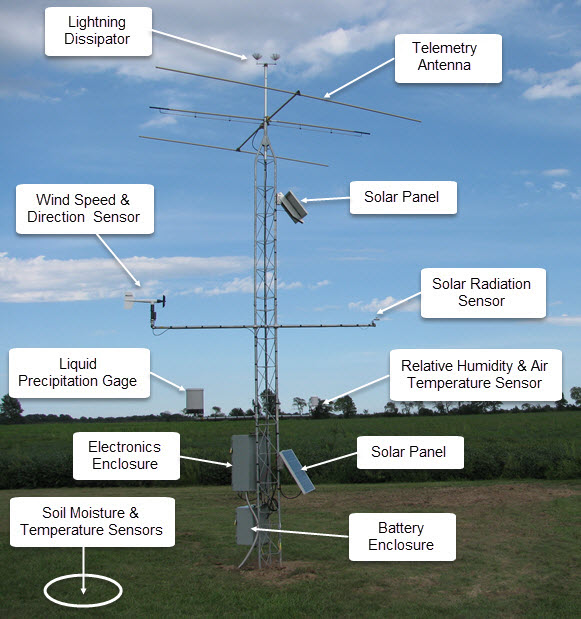 Lightning
Dissipator
Telemetry
Antenna
Solar Panel
Wind Speed &
Direction Sensor
Solar Radiation
Sensor
Liquid
Precipitation Gage
Relative Humidity & Air
Temperature Sensor
Electronics
Enclosure
Solar Panel
Soil Moisture &
Temperature Sensors
Battery
Enclosure